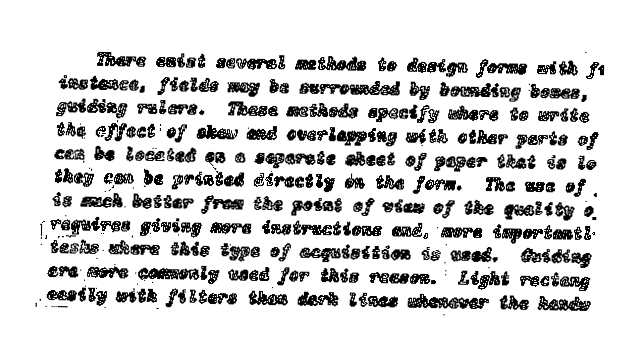 There exist several methods to design forms with fi
instance, fields may be surrounded by bounding boxes,
guiding rulers. These methods specify where to write
the effect of skew and overlapping with other parts of
can be located on a separate sheet of paper that is lo
they can be printed directly on the form. The use of
is much better from the point of view of the quality o
requires giving more instructions and, more importantl
tasks where this type of acquisition is used. Guiding
are more commonly used for this reason. Light rectang
easily with filters than dark lines whenever the handw